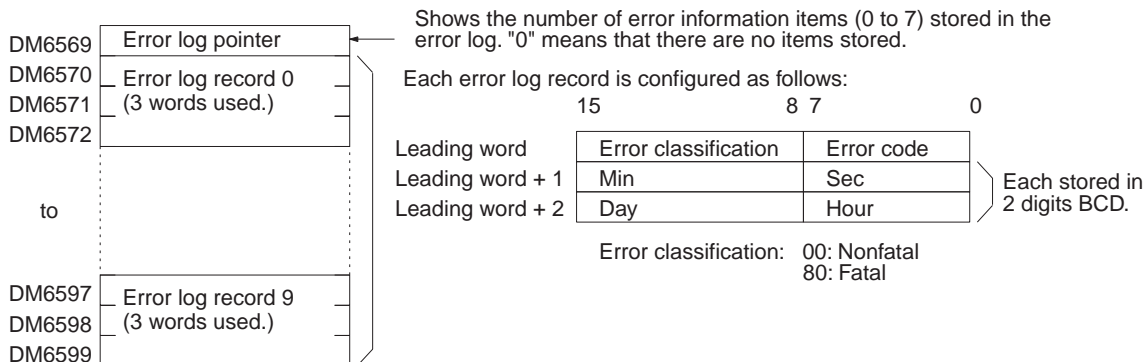 DM6569 Error log pointer
Shows the number of error information items (0 to 7) stored in the
error log. "0" means that there are no items stored.
DM6570 Error log record 0
DM6571 (3 words used.)
DM6572
to
DM6597 Error log record 9
DM6598 (3 words used.)
DM6599
Each error log record is configured as follows:
15 8 7 0
Leading word Error classification Error code
Leading word + 1 Min Sec
Leading word + 2 Day Hour
Each stored in
2 digits BCD.
Error classification: 00: Nonfatal
80: Fatal